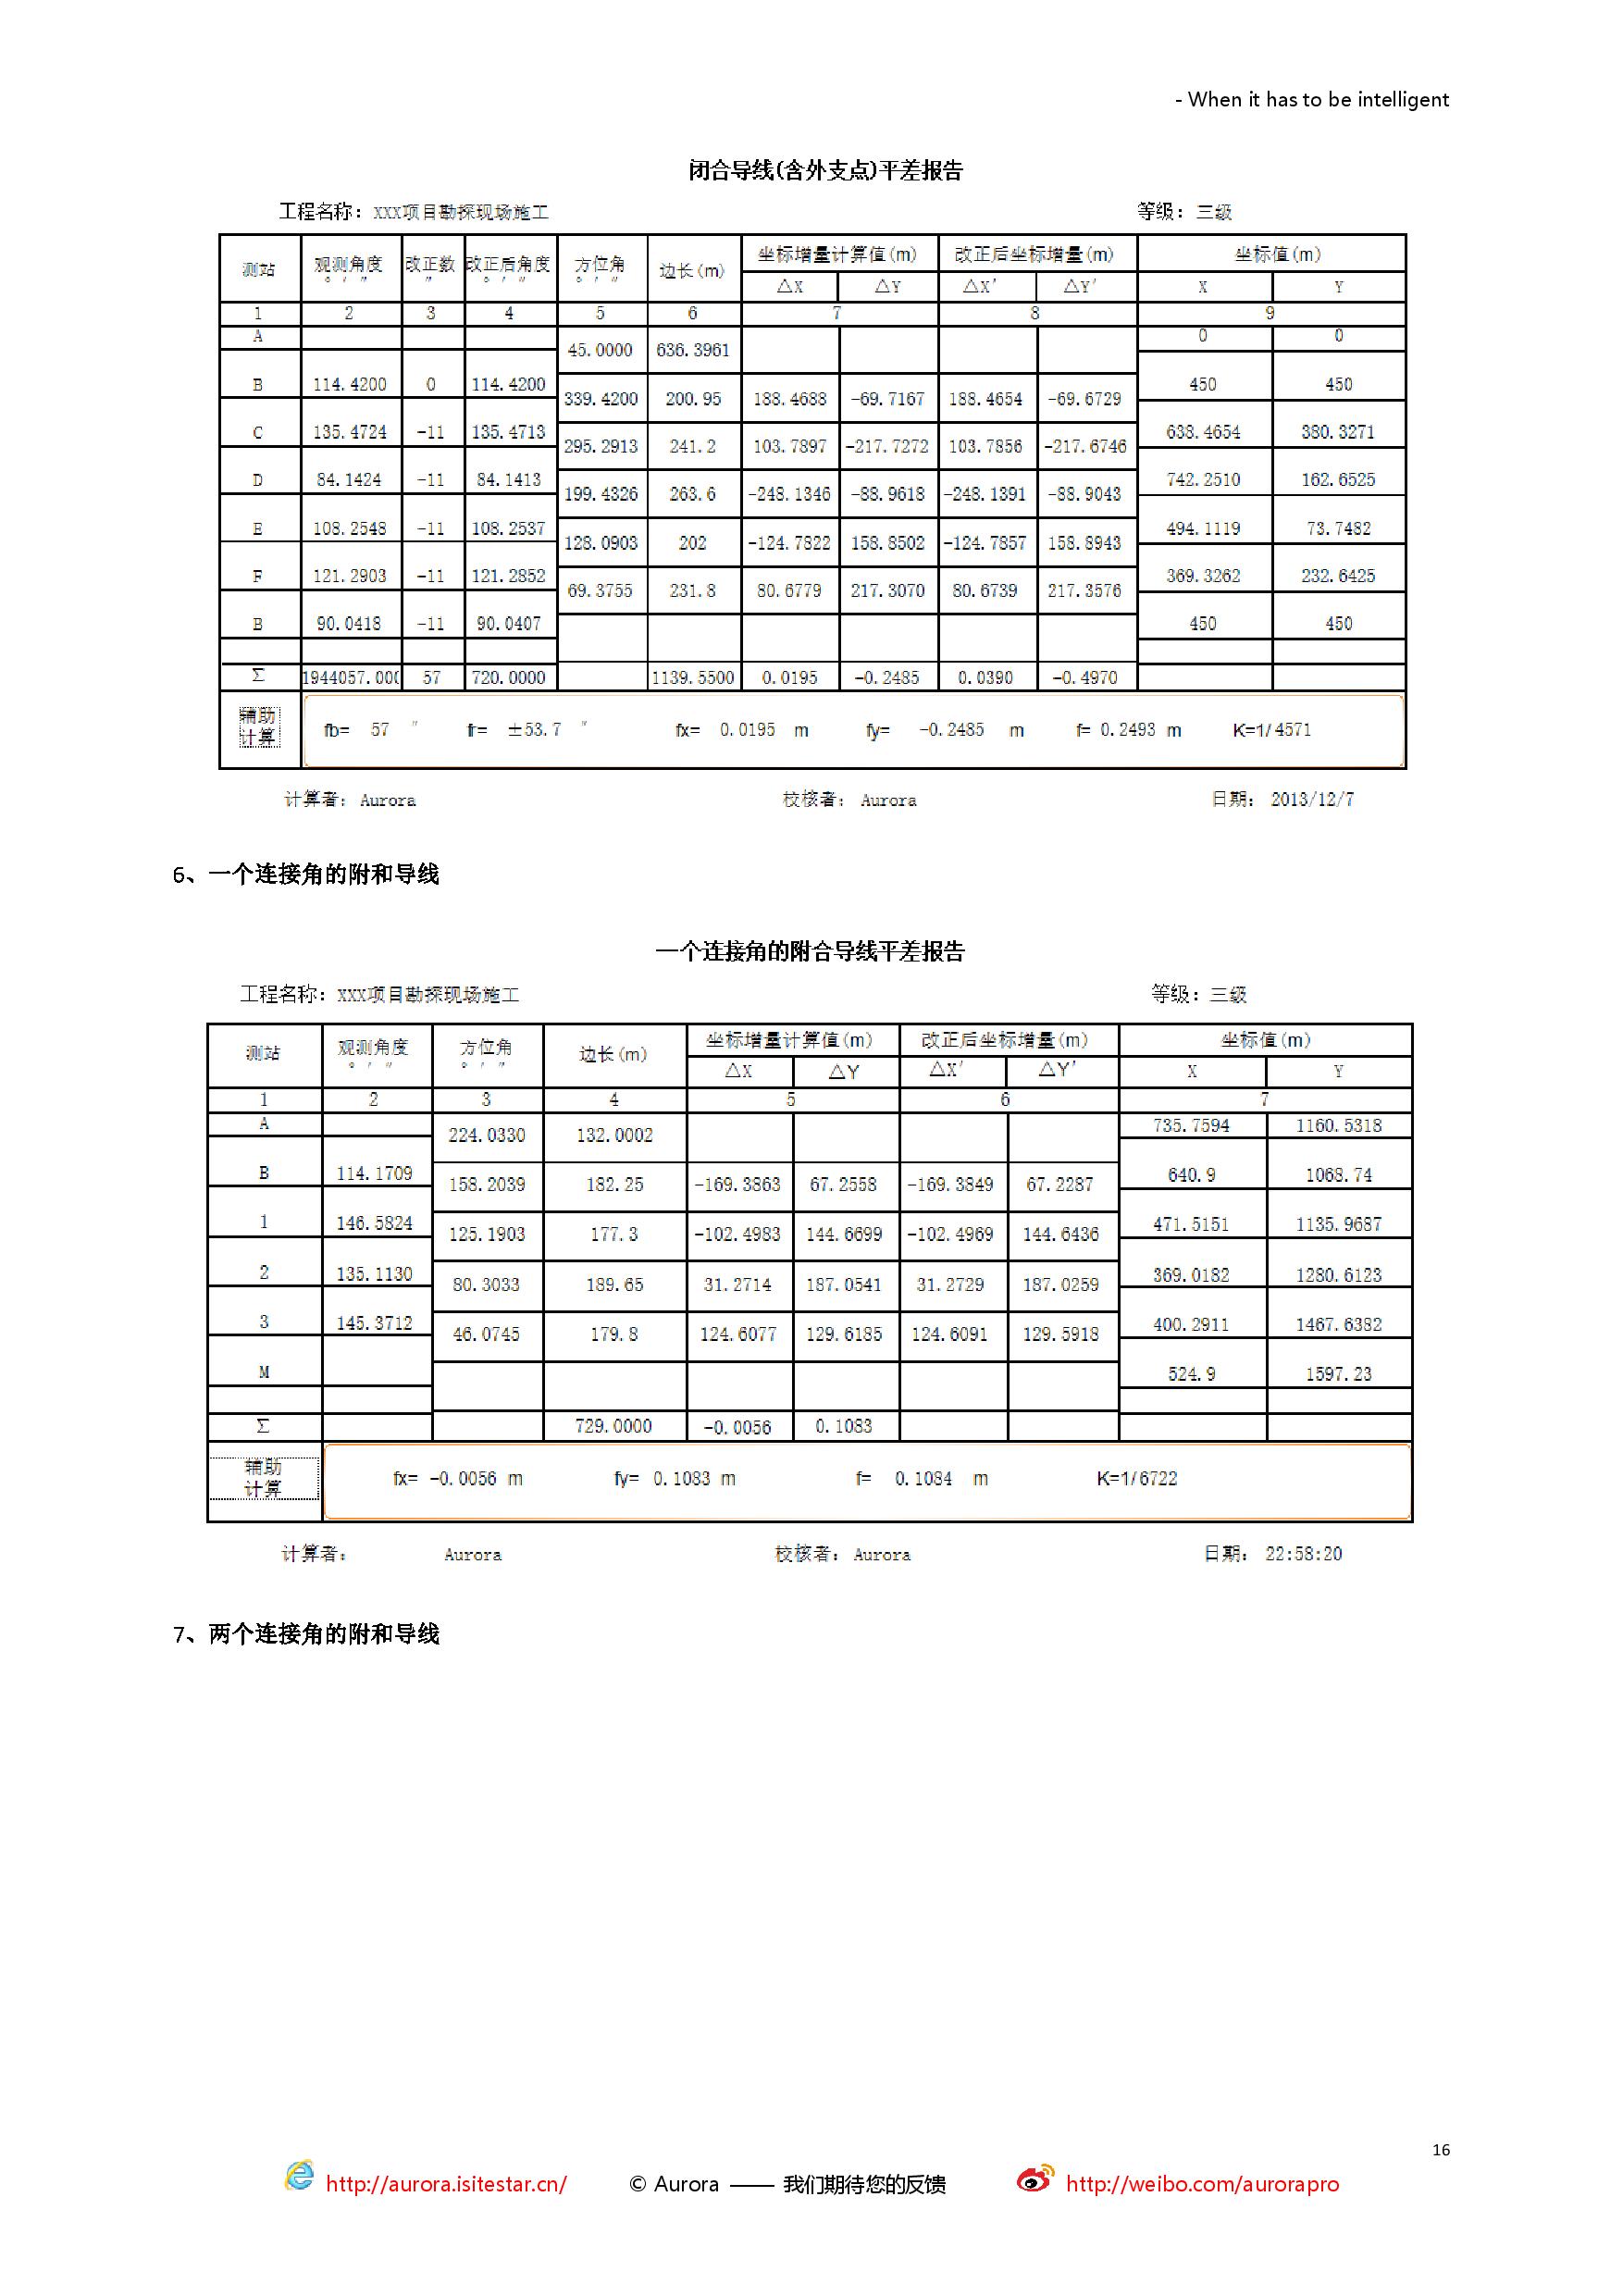 - When it has to be intelligent
闭合导线(含外支点)平差报告
工程名称：XXX项目勘探现场施工 等级：三级
测站 观测角度 ° ′ ″ 改正数 ″ 改正后角度 ° ′ ″ 方位角 ° ′ ″ 边长(m) 坐标增量计算值(m) 改正后坐标增量(m) 坐标值(m)
△X △Y △X′ △Y′ X Y
1 2 3 4 5 6 7 8 9
A 0 0
45.0000 636.3961
B 114.4200 0 114.4200 450 450
339.4200 200.95 188.4688 -69.7167 188.4654 -69.6729
C 135.4724 -11 135.4713 638.4654 380.3271
295.2913 241.2 103.7897 -217.7272 103.7856 -217.6746
D 84.1424 -11 84.1413 742.2510 162.6525
199.4326 263.6 -248.1346 -88.9618 -248.1391 -88.9043
E 108.2548 -11 108.2537 494.1119 73.7482
128.0903 202 -124.7822 158.8502 -124.7857 158.8943
F 121.2903 -11 121.2852 369.3262 232.6425
69.3755 231.8 80.6779 217.3070 80.6739 217.3576
B 90.0418 -11 90.0407 450 450
Σ 1944057.00( 57 720.0000 1139.5500 0.0195 -0.2485 0.0390 -0.4970
辅助
计算
fb= 57 ″ fr= ±53.7 ″ fx= 0.0195 m fy= -0.2485 m f= 0.2493 m K=1/4571
计算者：Aurora 校核者：Aurora 日期：2013/12/7
6、一个连接角的附和导线
一个连接角的附合导线平差报告
工程名称：XXX项目勘探现场施工 等级：三级
测站 观测角度 ° ′ ″ 方位角 ° ′ ″ 边长(m) 坐标增量计算值(m) 改正后坐标增量(m) 坐标值(m)
△X △Y △X′ △Y′ X Y
1 2 3 4 5 6 7
A 735.7594 1160.5318
224.0330 132.0002
B 114.1709 640.9 1068.74
158.2039 182.25 -169.3863 67.2558 -169.3849 67.2287
1 146.5824 471.5151 1135.9687
125.1903 177.3 -102.4983 144.6699 -102.4969 144.6436
2 135.1130 369.0182 1280.6123
80.3033 189.65 31.2714 187.0541 31.2729 187.0259
3 145.3712 400.2911 1467.6382
46.0745 179.8 124.6077 129.6185 124.6091 129.5918
M 524.9 1597.23
Σ 729.0000 -0.0056 0.1083
辅助
计算
fx= -0.0056 m fy= 0.1083 m f= 0.1084 m K=1/6722
计算者： Aurora 校核者：Aurora 日期：22:58:20
7、两个连接角的附和导线
16
http://aurora.isitestar.cn/ © Aurora —— 我们期待您的反馈 http://weibo.com/aurorapro